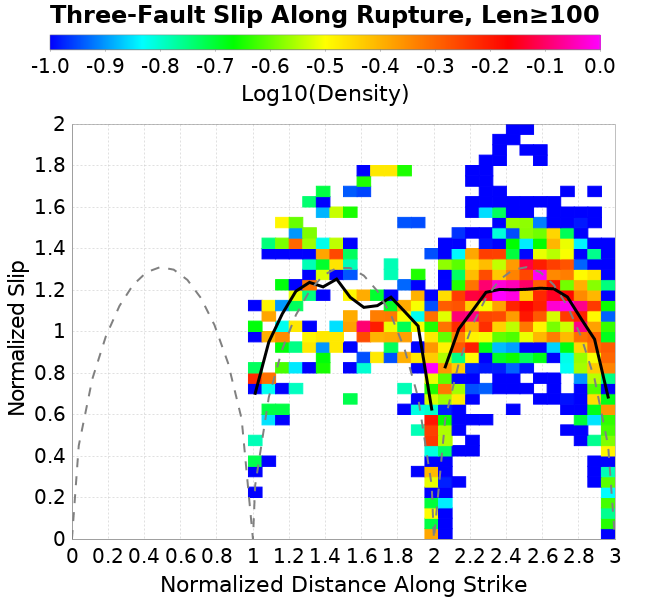 Three-Fault Slip Along Rupture, Len≥100
-1.0 -0.9 -0.8 -0.7 -0.6 -0.5 -0.4 -0.3 -0.2 -0.1 0.0
Log10(Density)
2
1.8
1.6
1.4
1.2
1
0.8
0.6
0.4
0.2
0
Normalized Slip
0 0.2 0.4 0.6 0.8 1 1.2 1.4 1.6 1.8 2 2.2 2.4 2.6 2.8 3
Normalized Distance Along Strike